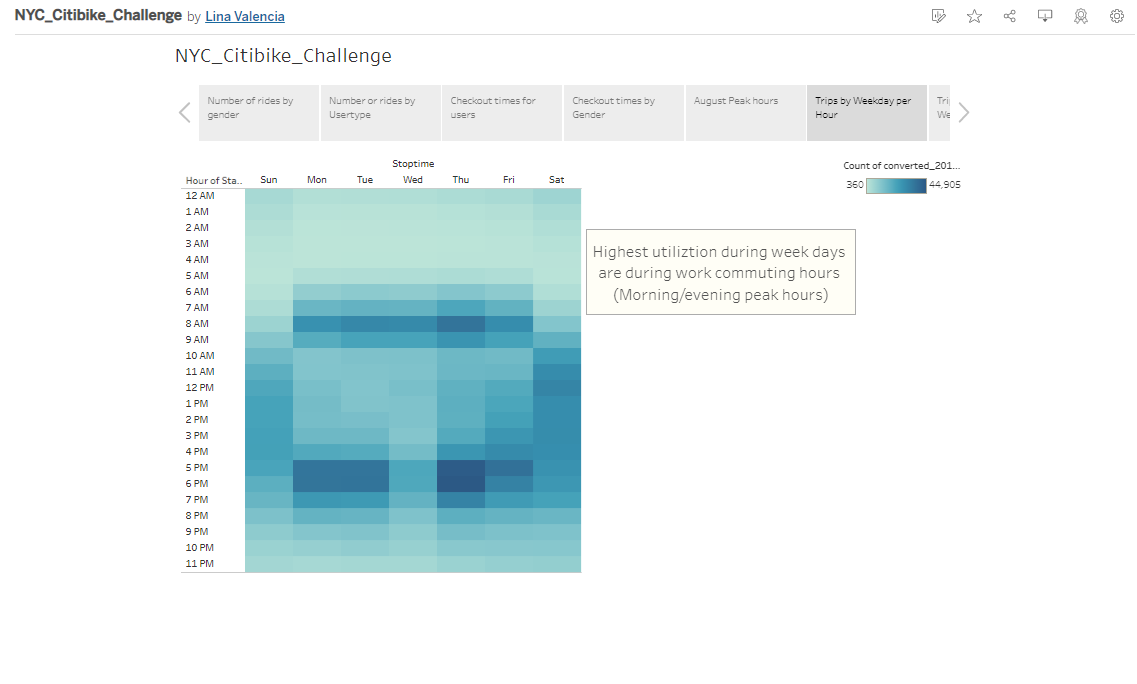 NYC_Citibike_Challenge by Lina Valencia
NYC_Citibike_Challenge
Number of rides by gender
Number or rides by Usertype
Checkout times for users
Checkout times by Gender
August Peak hours
Trips by Weekday per Hour
Stoptime
Hour of Sta.. Sun Mon Tue Wed Thu Fri Sat
12 AM
1 AM
2 AM
3 AM
4 AM
5 AM
6 AM
7 AM
8 AM
9 AM
10 AM
11 AM
12 PM
1 PM
2 PM
3 PM
4 PM
5 PM
6 PM
7 PM
8 PM
9 PM
10 PM
11 PM
Count of converted_201...
360 44,905
Highest utiliztion during week days
are during work commuting hours
(Morning/evening peak hours)